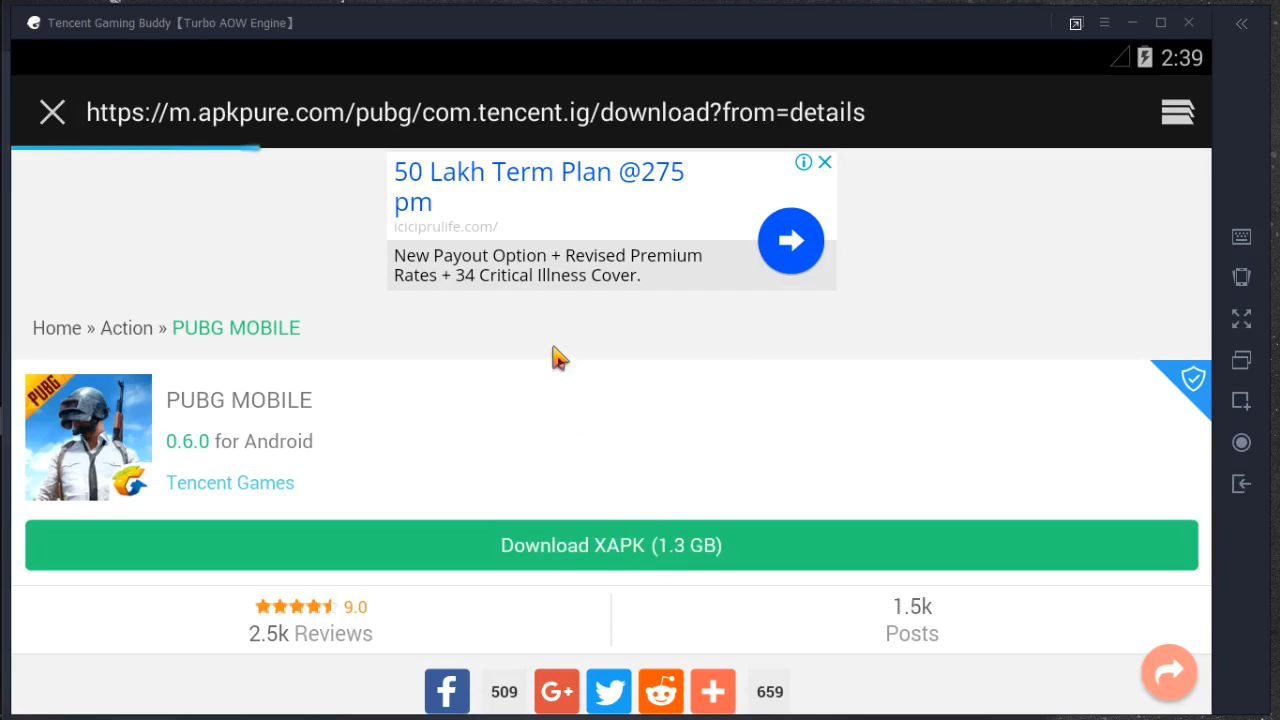 Tencent Gaming Buddy【Turbo AOW Engine】
2:39
https://m.apkpure.com/pubg/com.tencent.ig/download?from=details
50 Lakh Term Plan @275
pm
iciciprulife.com/
New Payout Option + Revised Premium
Rates + 34 Critical Illness Cover.
Home » Action » PUBG MOBILE
PUBG
PUBG MOBILE
0.6.0 for Android
Tencent Games
Download XAPK (1.3 GB)
9.0
2.5k Reviews
1.5k
Posts
f 509 G+ 659